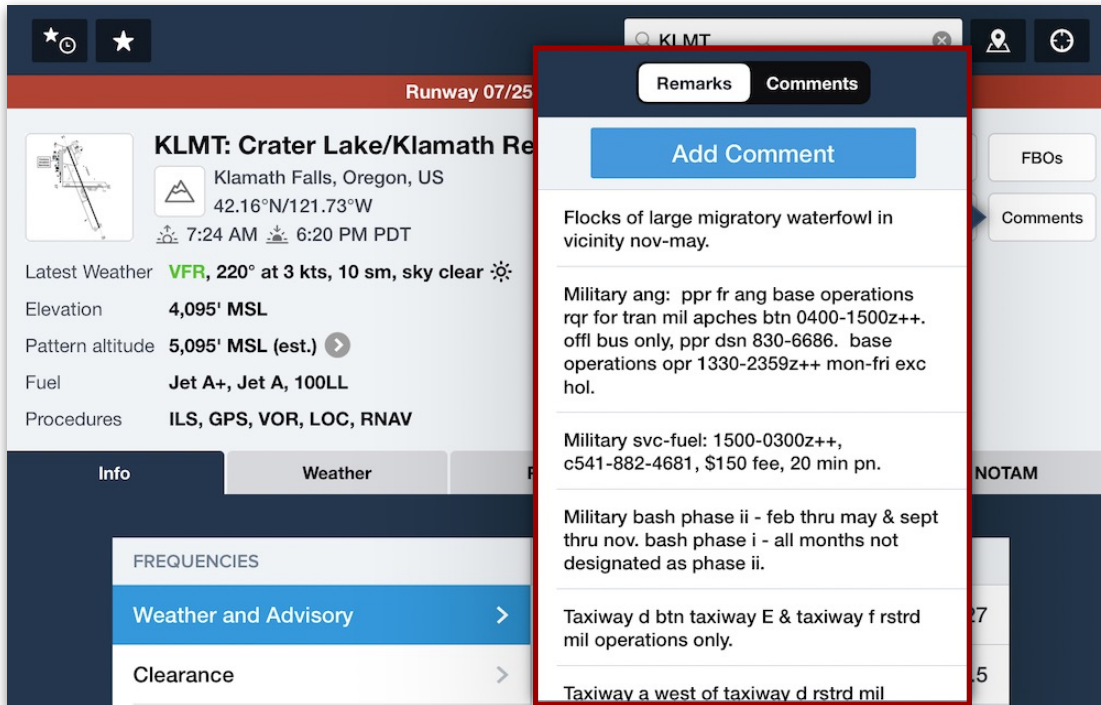 KLMT
Runway 07/25
Remarks Comments
Add Comment
KLMT: Crater Lake/Klamath Re
Klamath Falls, Oregon, US
42.16°N/121.73°W
7:24 AM 6:20 PM PDT
FBOs
Comments
Latest Weather VFR, 220° at 3 kts, 10 sm, sky clear
Elevation 4,095' MSL
Pattern altitude 5,095' MSL (est.)
Fuel Jet A+, Jet A, 100LL
Procedures ILS, GPS, VOR, LOC, RNAV
Flocks of large migratory waterfowl in
vicinity nov-may.
Military ang: ppr fr ang base operations
rqr for tran mil apches btn 0400-1500z++.
offl bus only, ppr dsn 830-6686. base
operations opr 1330-2359z++ mon-fri exc
hol.
Military svc-fuel: 1500-0300z++,
c541-882-4681, $150 fee, 20 min pn.
Military bash phase ii - feb thru may & sept
thru nov. bash phase i - all months not
designated as phase ii.
Taxiway d btn taxiway E & taxiway f rstrd
mil operations only.
Taxiway a west of taxiway d rstrd mil
Info Weather NOTAM
FREQUENCIES
Weather and Advisory
Clearance
27
.5